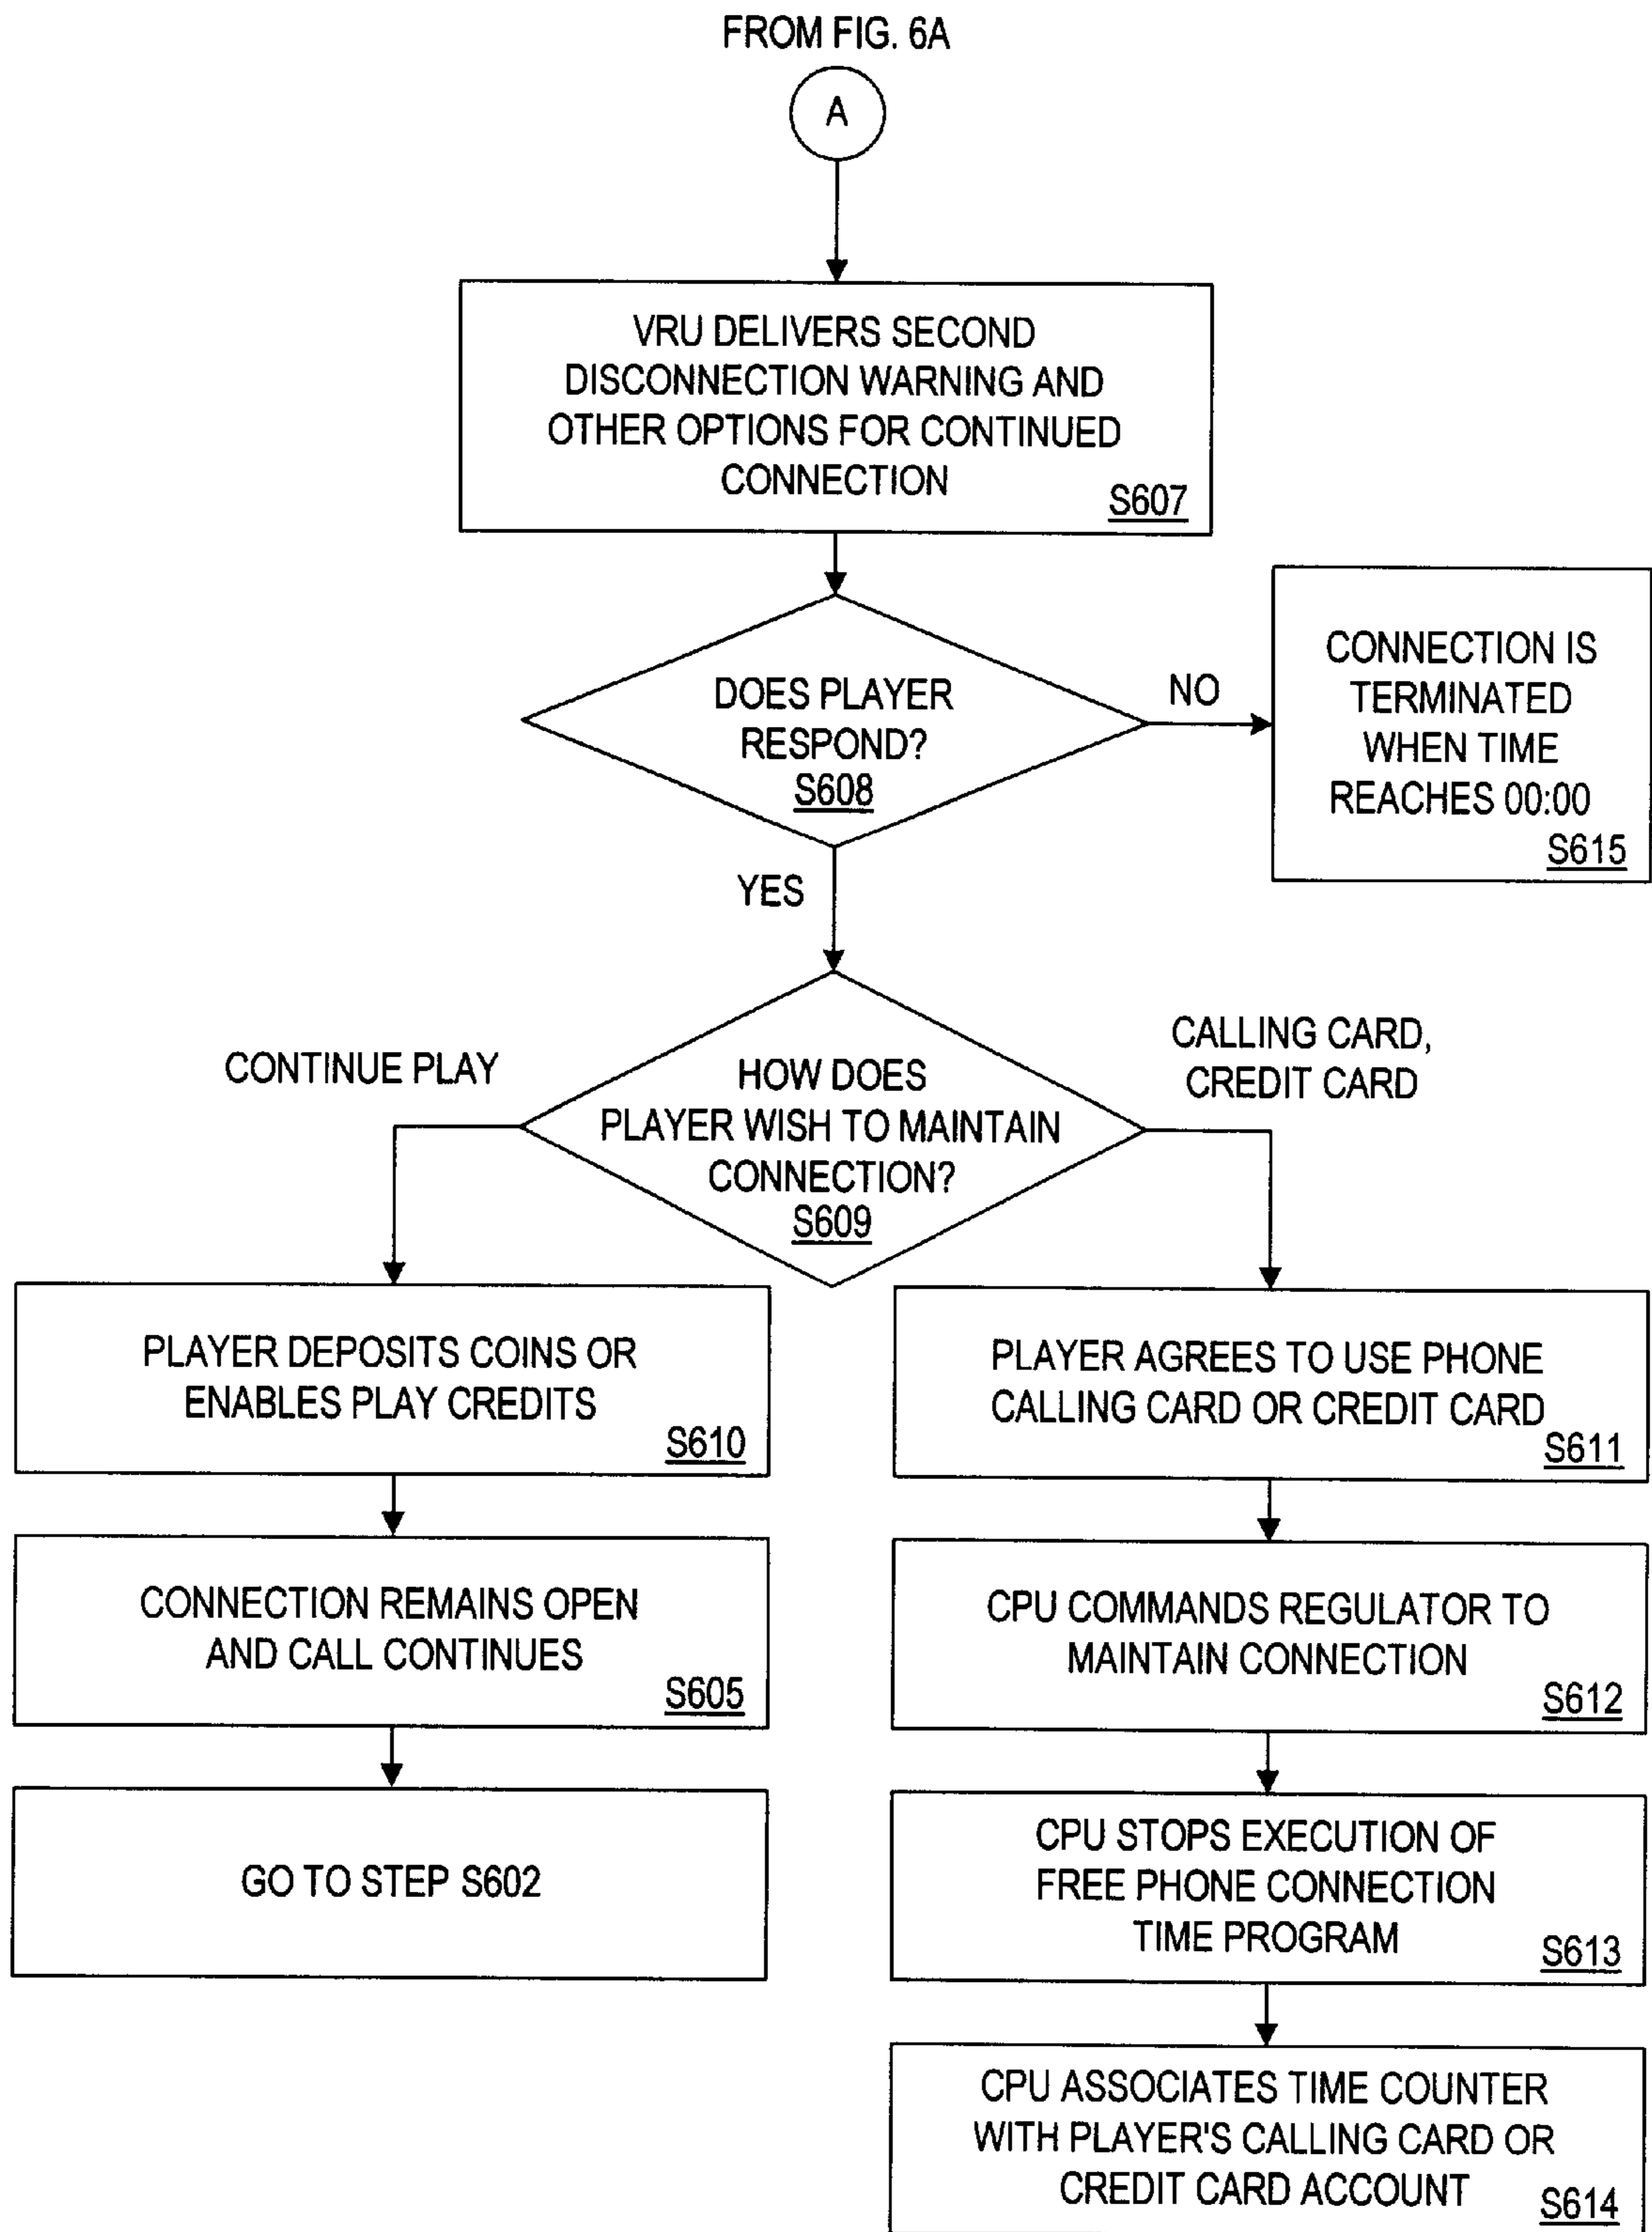 FROM FIG. 6A
A
VRU DELIVERS SECOND
DISCONNECTION WARNING AND
OTHER OPTIONS FOR CONTINUED
CONNECTION
S607
DOES PLAYER
RESPOND?
S608
NO
CONNECTION IS
TERMINATED
WHEN TIME
REACHES 00:00
S615
YES
HOW DOES
PLAYER WISH TO MAINTAIN
CONNECTION?
S609
CONTINUE PLAY
CALLING CARD,
CREDIT CARD
PLAYER DEPOSITS COINS OR
ENABLES PLAY CREDITS
S610
CONNECTION REMAINS OPEN
AND CALL CONTINUES
S605
GO TO STEP S602
PLAYER AGREES TO USE PHONE
CALLING CARD OR CREDIT CARD
S611
CPU COMMANDS REGULATOR TO
MAINTAIN CONNECTION
S612
CPU STOPS EXECUTION OF
FREE PHONE CONNECTION
TIME PROGRAM
S613
CPU ASSOCIATES TIME COUNTER
WITH PLAYER'S CALLING CARD OR
CREDIT CARD ACCOUNT
S614